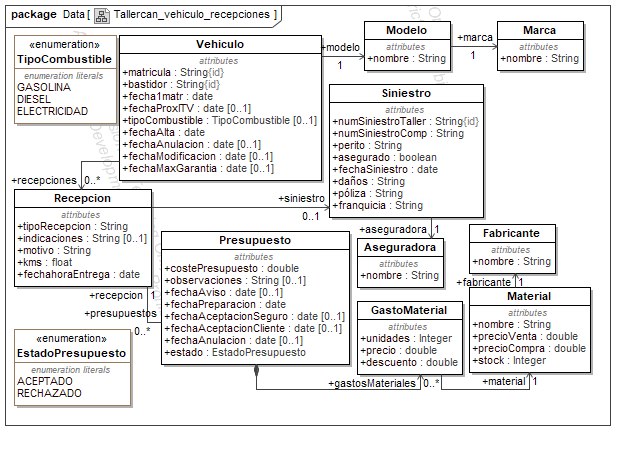 package Data [ Tallercan_vehiculo_recepciones ]
«enumeration»
TipoCombustible
enumeration literals
GASOLINA
DIESEL
ELECTRICIDAD
Vehiculo
attributes
+matricula : String{id}
+bastidor : String{id}
+fecha1matr : date
+fechaProxITV : date [0..1]
+tipoCombustible : TipoCombustible [0..1]
+fechaAlta : date
+fechaAnulacion : date [0..1]
+fechaModificacion : date [0..1]
+fechaMaxGarantia : date [0..1]
+modelo
1
Modelo
attributes
+nombre : String
+marca
1
Marca
attributes
+nombre : String
Siniestro
attributes
+numSiniestroTaller : String{id}
+numSiniestroComp : String
+perito : String
+asegurado : boolean
+fechaSiniestro : date
+daños : String
+póliza : String
+franquicia : String
+recepciones
0..*
+siniestro
0..1
Recepcion
attributes
+tipoRecepcion : String
+indicaciones : String [0..1]
+motivo : String
+kms : float
+fechahoraEntrega : date
+aseguradora
1
Aseguradora
attributes
+nombre : String
Fabricante
attributes
+nombre : String
+fabricante
1
Presupuesto
attributes
+costePresupuesto : double
+observaciones : String [0..1]
+fechaAviso : date [0..1]
+fechaPreparacion : date
+fechaAceptacionSeguro : date [0..1]
+fechaAceptacionCliente : date [0..1]
+fechaAnulacion : date [0..1]
+estado : EstadoPresupuesto
+recepcion
1
+presupuestos
0..*
GastoMaterial
attributes
+unidades : Integer
+precio : double
+descuento : double
Material
attributes
+nombre : String
+precioVenta : double
+precioCompra : double
+stock : Integer
«enumeration»
EstadoPresupuesto
enumeration literals
ACEPTADO
RECHAZADO
+gastosMateriales
0..*
+material
1